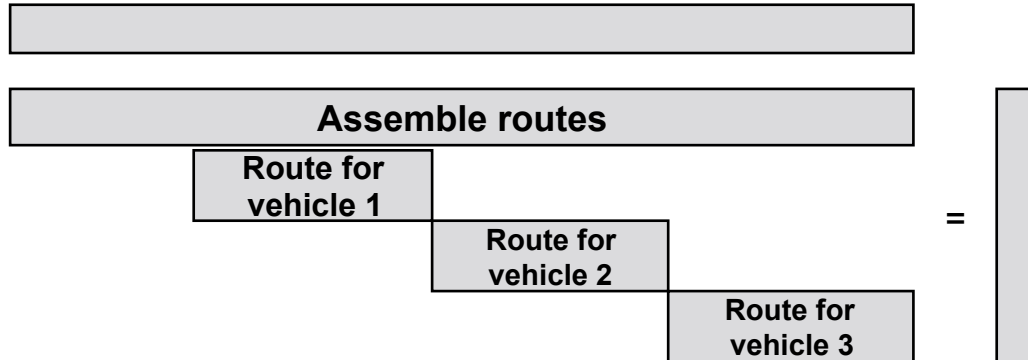 Assemble routes
Route for
vehicle 1
=
Route for
vehicle 2
Route for
vehicle 3